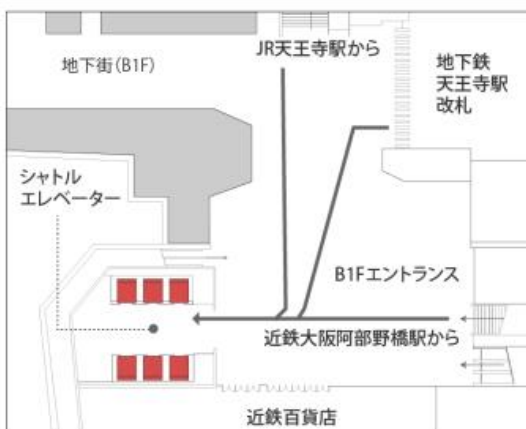 JR天王寺駅から
地下街(B1F)
地下鉄
天王寺駅
改札
シャトル
エレベーター
B1Fエントランス
近鉄大阪阿部野橋駅から
近鉄百貨店